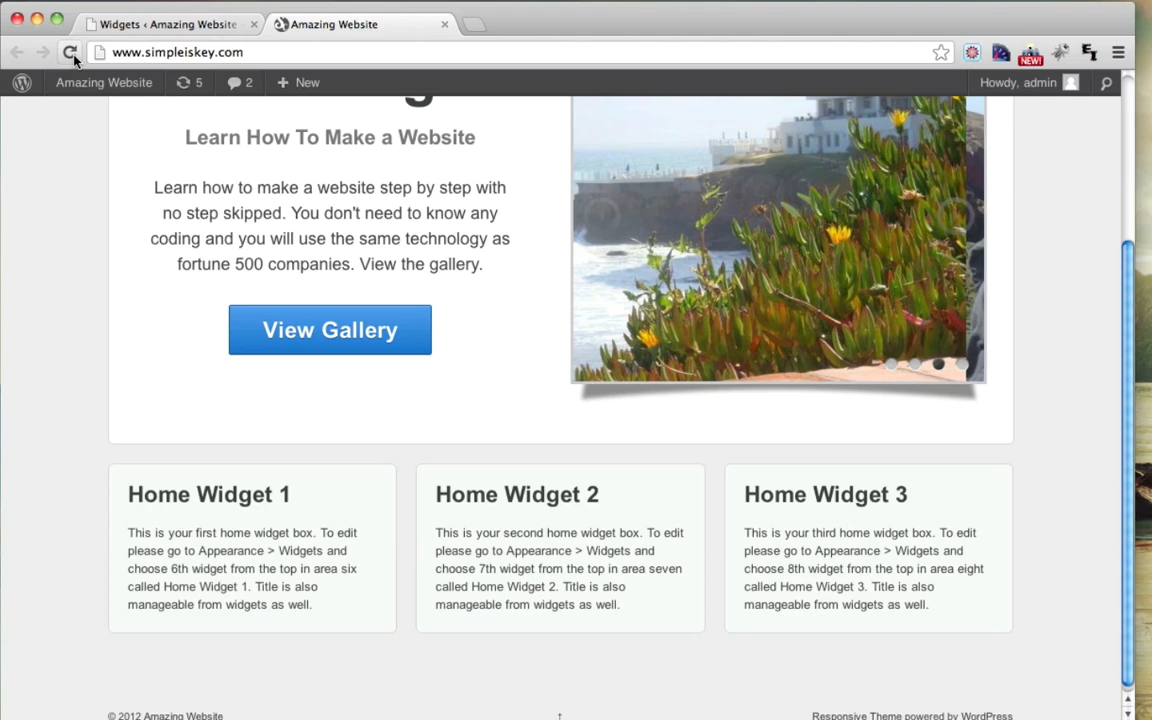 Widgets ‹ Amazing Website
Amazing Website
www.simpleiskey.com
NEW!
Amazing Website
5
2
New
Howdy, admin
Learn How To Make a Website
Learn how to make a website step by step with
no step skipped. You don't need to know any
coding and you will use the same technology as
fortune 500 companies. View the gallery.
View Gallery
Home Widget 1
This is your first home widget box. To edit
please go to Appearance > Widgets and
choose 6th widget from the top in area six
called Home Widget 1. Title is also
manageable from widgets as well.
Home Widget 2
This is your second home widget box. To edit
please go to Appearance > Widgets and
choose 7th widget from the top in area seven
called Home Widget 2. Title is also
manageable from widgets as well.
Home Widget 3
This is your third home widget box. To edit
please go to Appearance > Widgets and
choose 8th widget from the top in area eight
called Home Widget 3. Title is also
manageable from widgets as well.
© 2012 Amazing Website
↑
Responsive Theme powered by WordPress